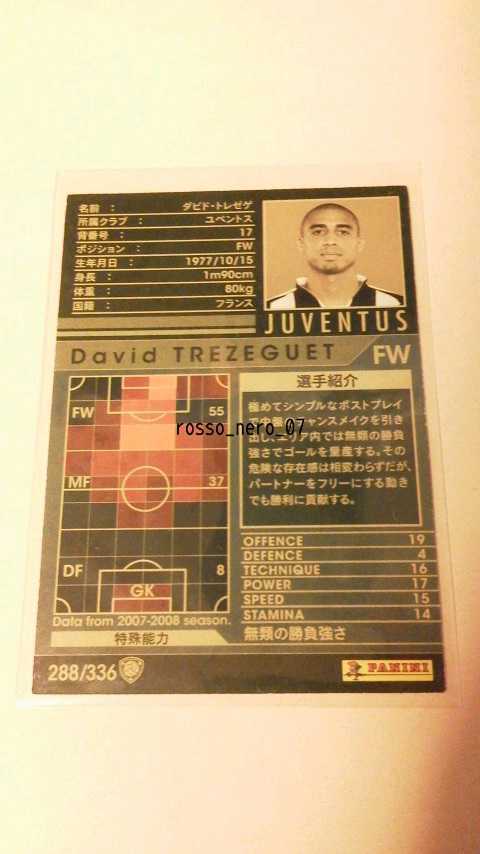 名前 : ダビド・トレゼゲ
所属クラブ : ユベントス
背番号 : 17
ポジション : FW
生年月日 : 1977/10/15
身長 : 1m90cm
体重 : 80kg
国籍 : フランス
JUVENTUS
David TREZEGUET FW
FW 55
MF 37
DF 8
GK
Data from 2007-2008 season.
特殊能力
選手紹介
極めてシンプルなポストプレイ
チャンスメイクを引き
出し、エリア内では無類の勝負
強さでゴールを量産する。その
危険な存在感は相変わらずだが、
パートナーをフリーにする動き
でも勝利に貢献する。
rosso_nero_07
OFFENCE 19
DEFENCE 4
TECHNIQUE 16
POWER 17
SPEED 15
STAMINA 14
無類の勝負強さ
288/336
PANINI